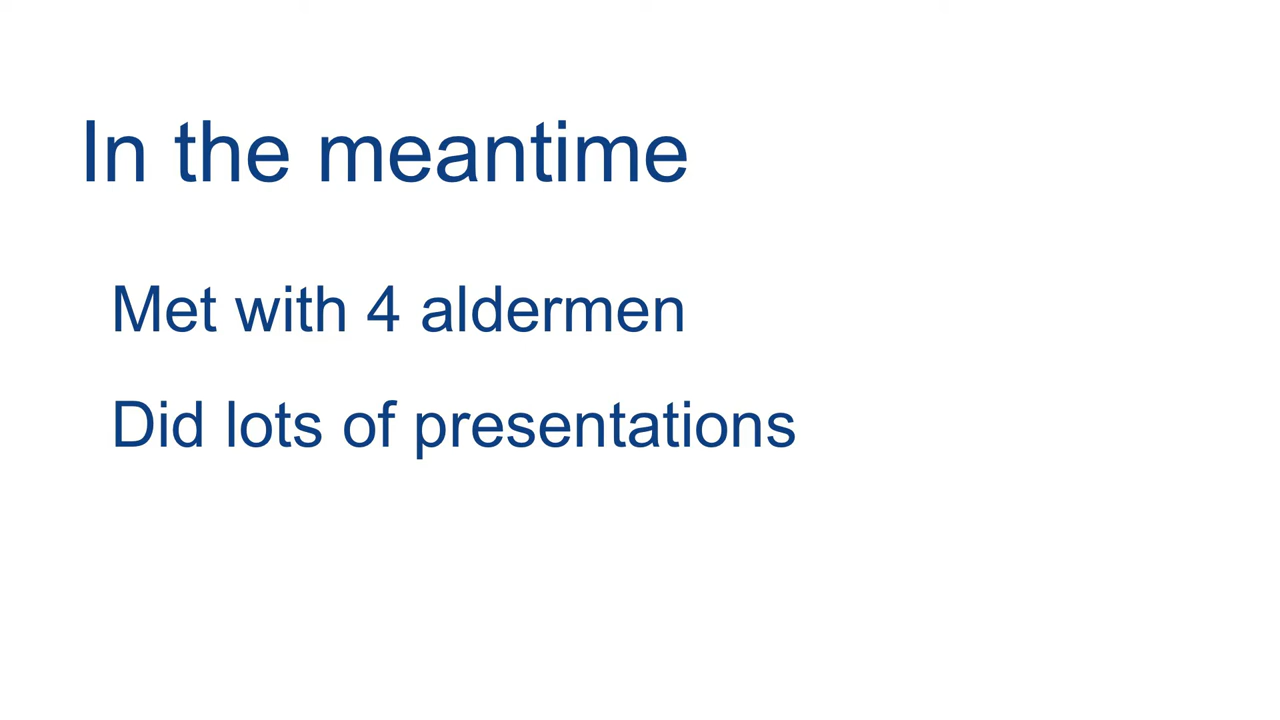 In the meantime
Met with 4 aldermen
Did lots of presentations